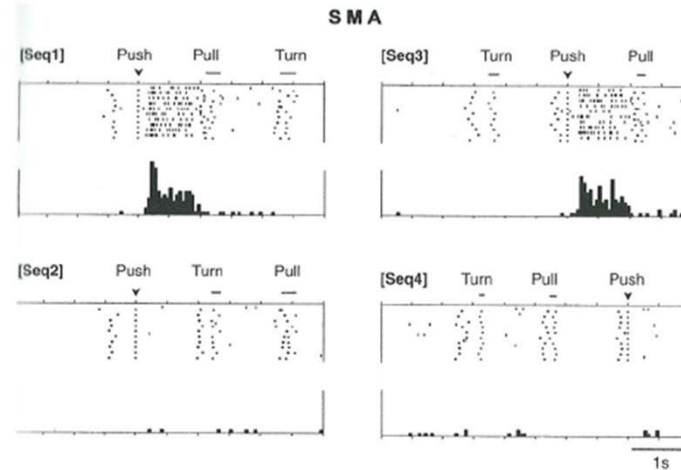 SMA
[Seq1] Push Pull Turn
[Seq3] Turn Push Pull
[Seq2] Push Turn Pull
[Seq4] Turn Pull Push
1s